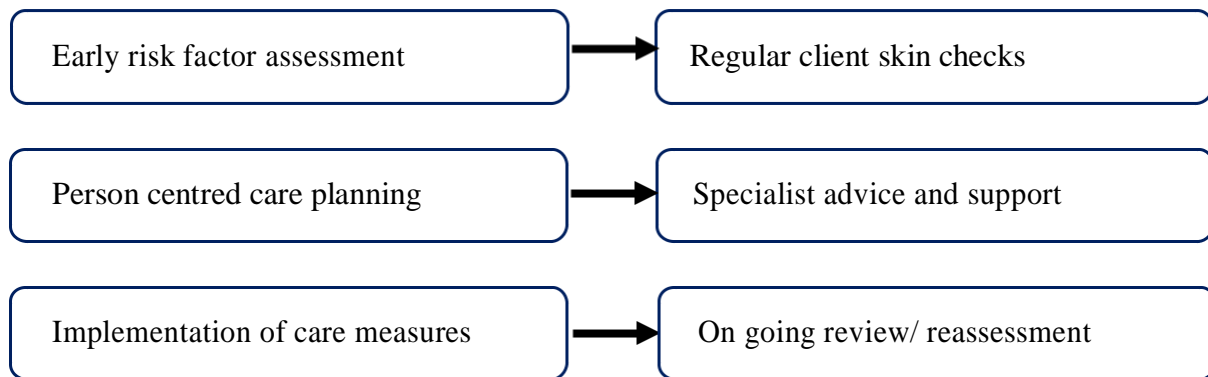 Early risk factor assessment
Regular client skin checks
Person centred care planning
Specialist advice and support
Implementation of care measures
On going review/ reassessment